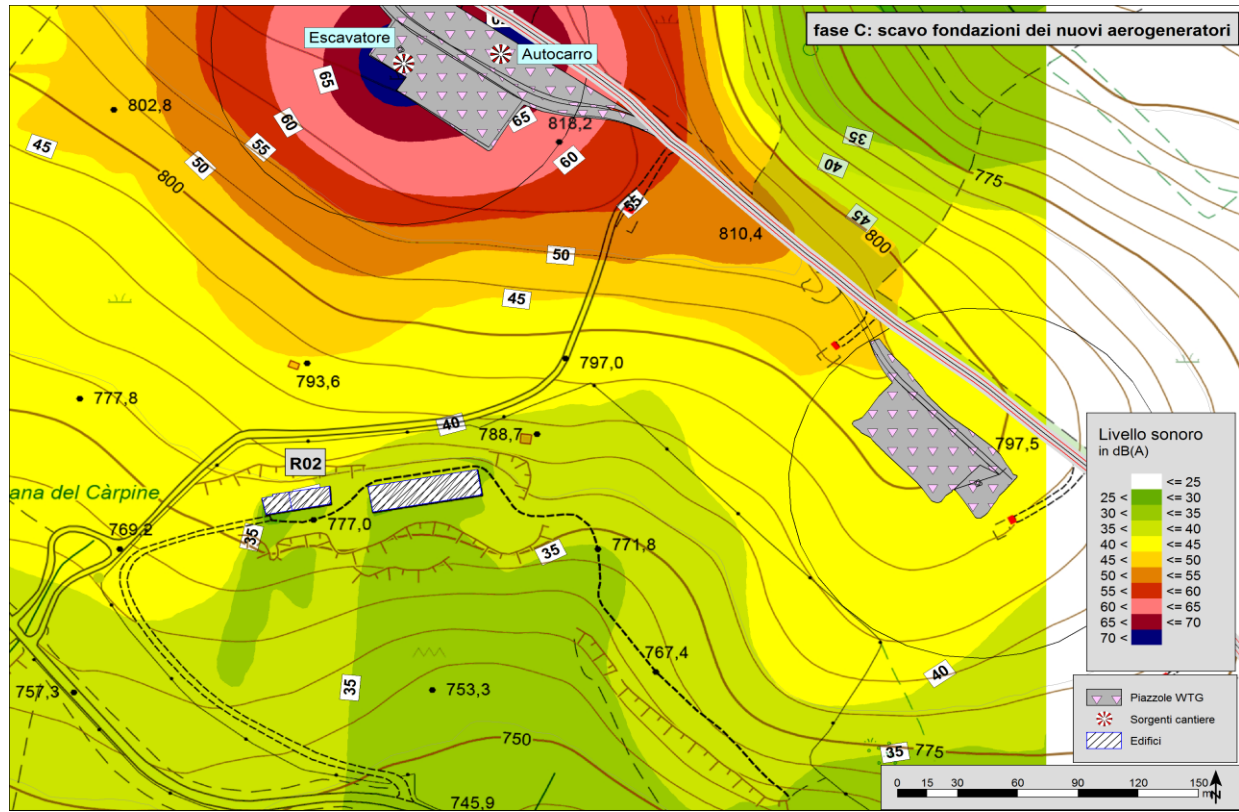 fase C: scavo fondazioni dei nuovi aerogeneratori
Escavatore
Autocarro
65
65
818,2
60
60
55
50
45
802,8
800
55
810,4
50
45
35
40
45
775
800
793,6
797,0
777,8
40
788,7
R02
ana del Càrpine
769,2
777,0
35
35
771,8
797,5
767,4
40
757,3
35
753,3
750
775
35
745,9
Livello sonoro
in dB(A)
<= 25
25 < <= 30
30 < <= 35
35 < <= 40
40 < <= 45
45 < <= 50
50 < <= 55
55 < <= 60
60 < <= 65
65 < <= 70
70 <
Piazzole WTG
Sorgenti cantiere
Edifici
0 15 30 60 90 120 150
m
N